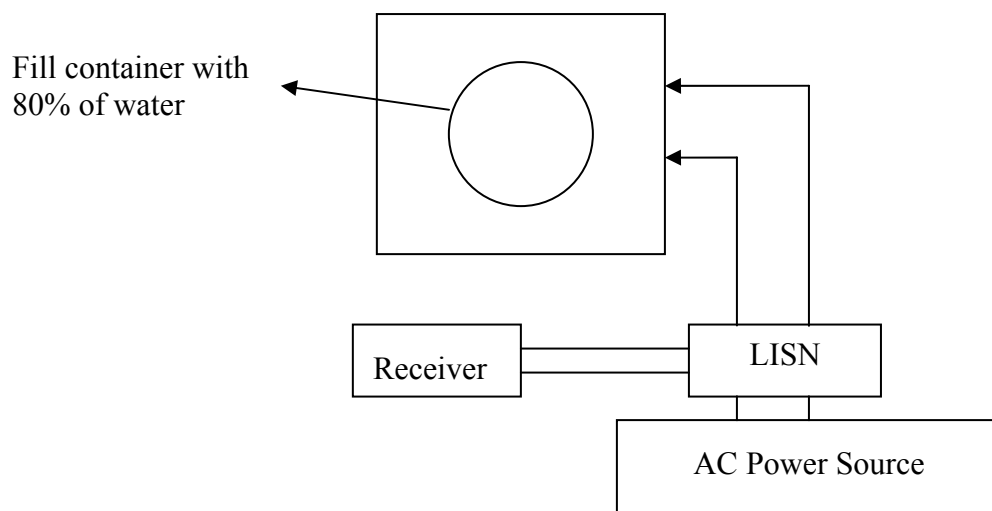 Fill container with
80% of water
LISN
Receiver
AC Power Source